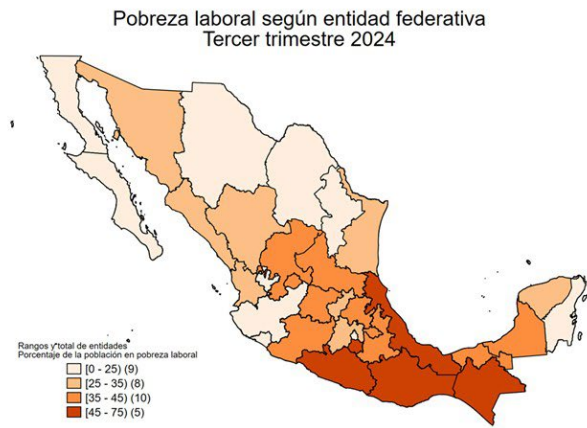 Pobreza laboral según entidad federativa
Tercer trimestre 2024
Rangos y total de entidades
Porcentaje de la población en pobreza laboral
[0 - 25) (9)
[25 - 35) (8)
[35 - 45) (10)
[45 - 75) (5)